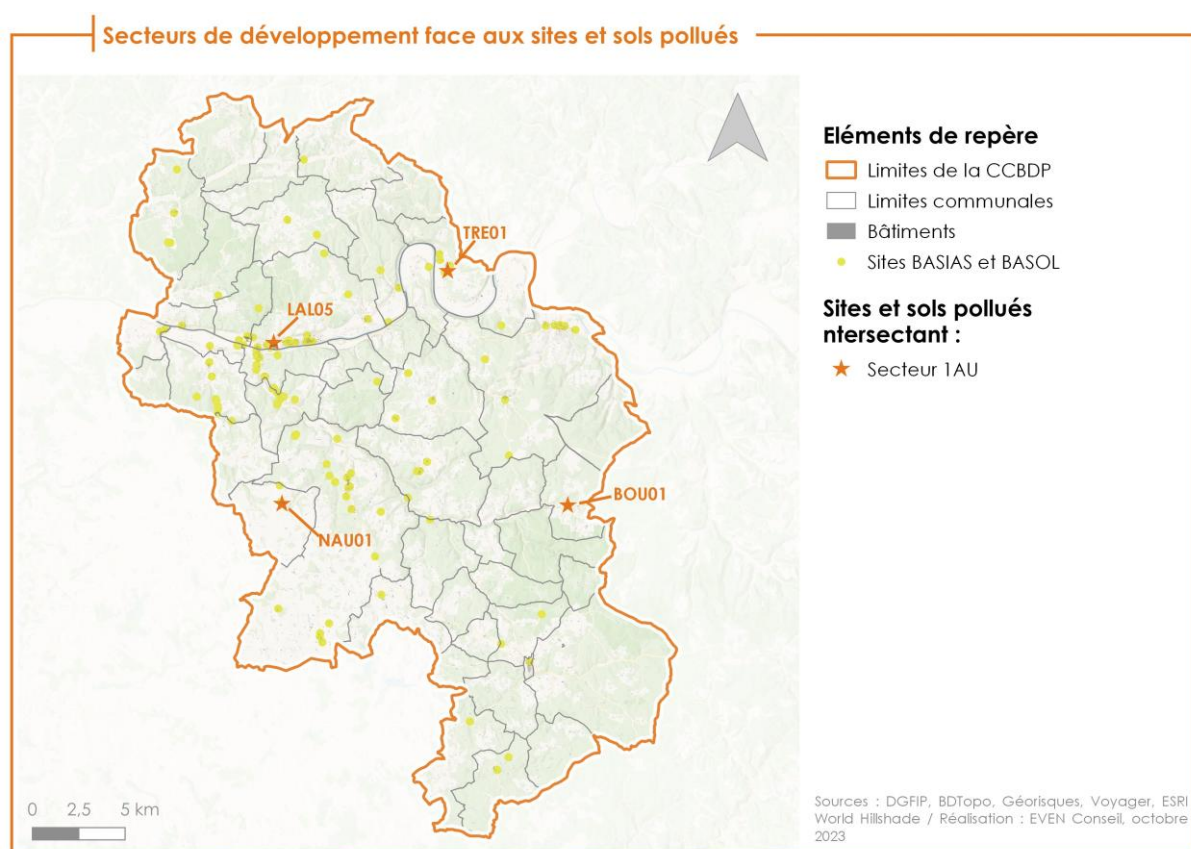 Secteurs de développement face aux sites et sols pollués
TRE01
LAL05
BOU01
NAU01
0 2,5 5 km
Eléments de repère
Limites de la CCBDP
Limites communales
Bâtiments
Sites BASIAS et BASOL
Sites et sols pollués
ntersectant :
Secteur 1AU
Sources : DGFIP, BDTopo, Géorisques, Voyager, ESRI
World Hillshade / Réalisation : EVEN Conseil, octobre
2023